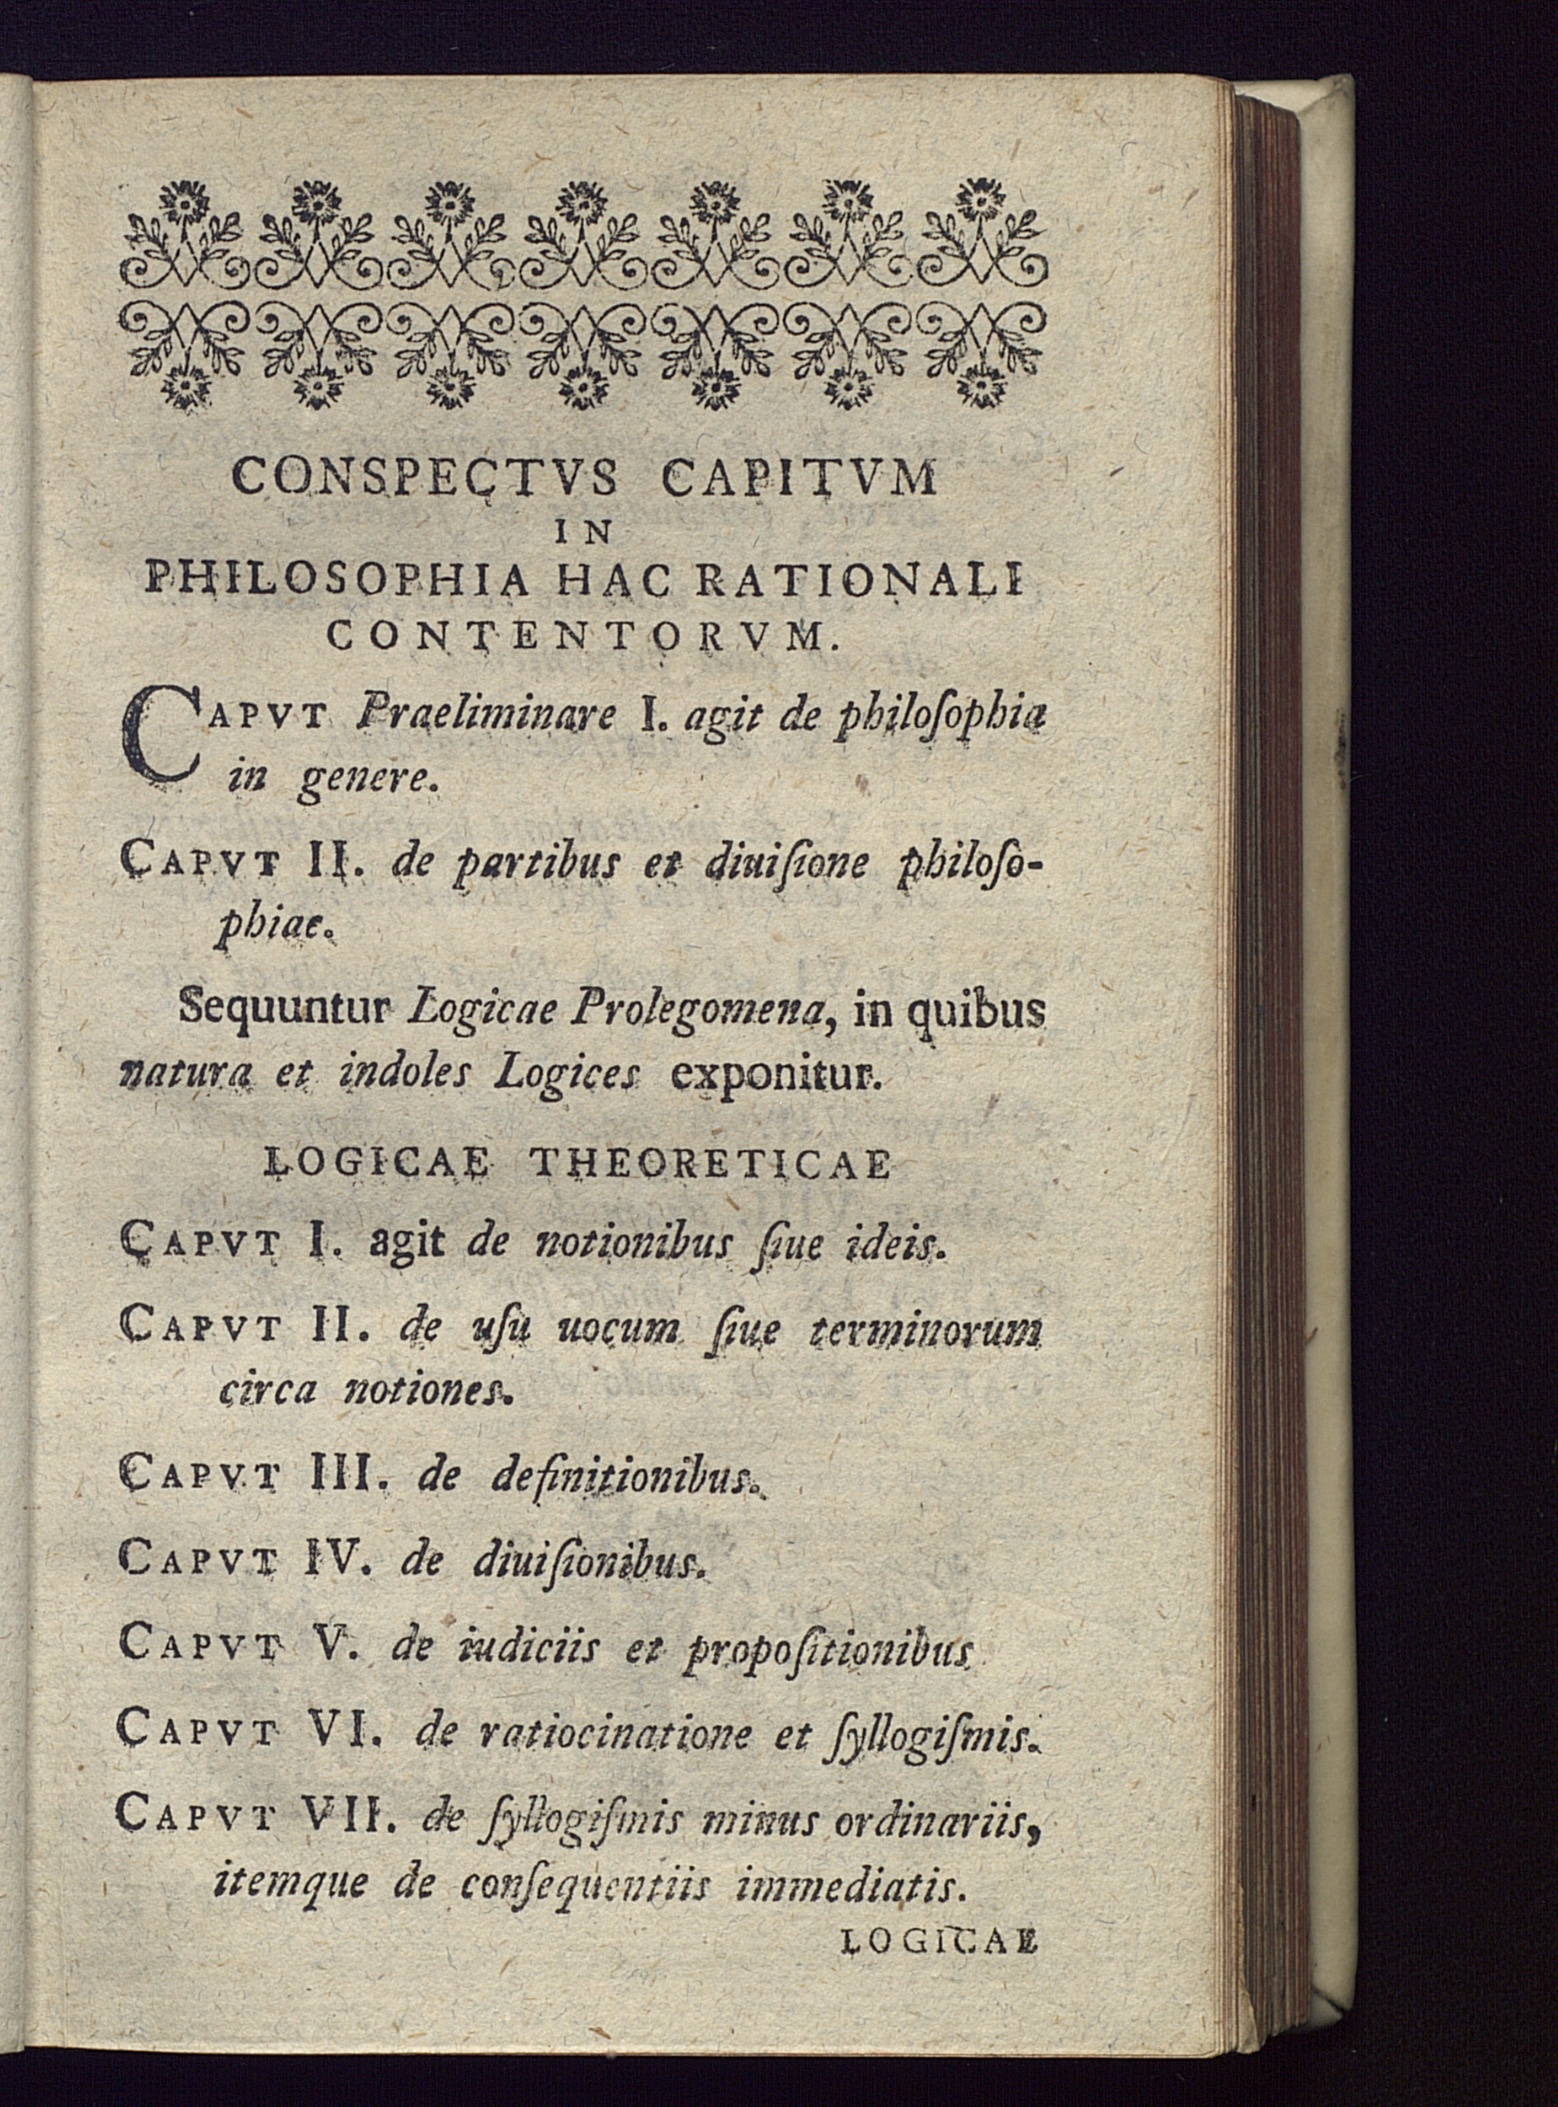 CONSPECTVS CAPITVM
IN
PHILOSOPHIA HAC RATIONALI
CONTENTORVM.
CAPVT Praeliminare I. agit de philoſophia
in genere.
CAPVT II. de partibus et diuiſione philoſo-
phiae.
Sequuntur Logicae Prolegomena, in quibus
natura et indoles Logices exponitur.
LOGICAE THEORETICAE
CAPVT I. agit de notionibus ſiue ideis.
CAPVT II. de uſu uocum ſiue terminorum
circa notiones.
CAPVT III. de definitionibus.
CAPVT IV. de diuiſionibus.
CAPVT V. de iudiciis et propoſitionibus
CAPVT VI. de ratiocinatione et ſyllogiſmis.
CAPVT VII. de ſyllogiſmis minus ordinariis,
itemque de conſequentiis immediatis.
LOGICAE